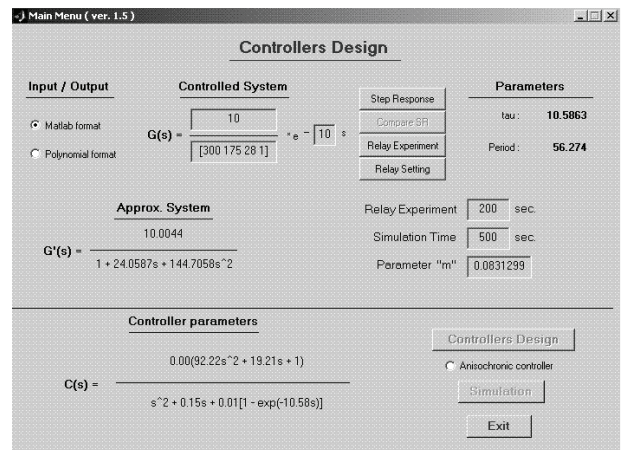 Main Menu ( ver. 1.5 )
Controllers Design
Input / Output
Matlab format
Polynomial format
Controlled System
G(s) =
10
[300 175 28 1]
* e - 10 s
Step Response
Compare SR
Relay Experiment
Relay Setting
Parameters
tau : 10.5863
Period : 56.274
Approx. System
G'(s) =
10.0044
1 + 24.0587s + 144.7058s^2
Relay Experiment 200 sec.
Simulation Time 500 sec.
Parameter "m" 0.0831299
Controller parameters
C(s) =
0.00(92.22s^2 + 19.21s + 1)
s^2 + 0.15s + 0.01[1 - exp(-10.58s)]
Controllers Design
Anisochronic controller
Simulation
Exit